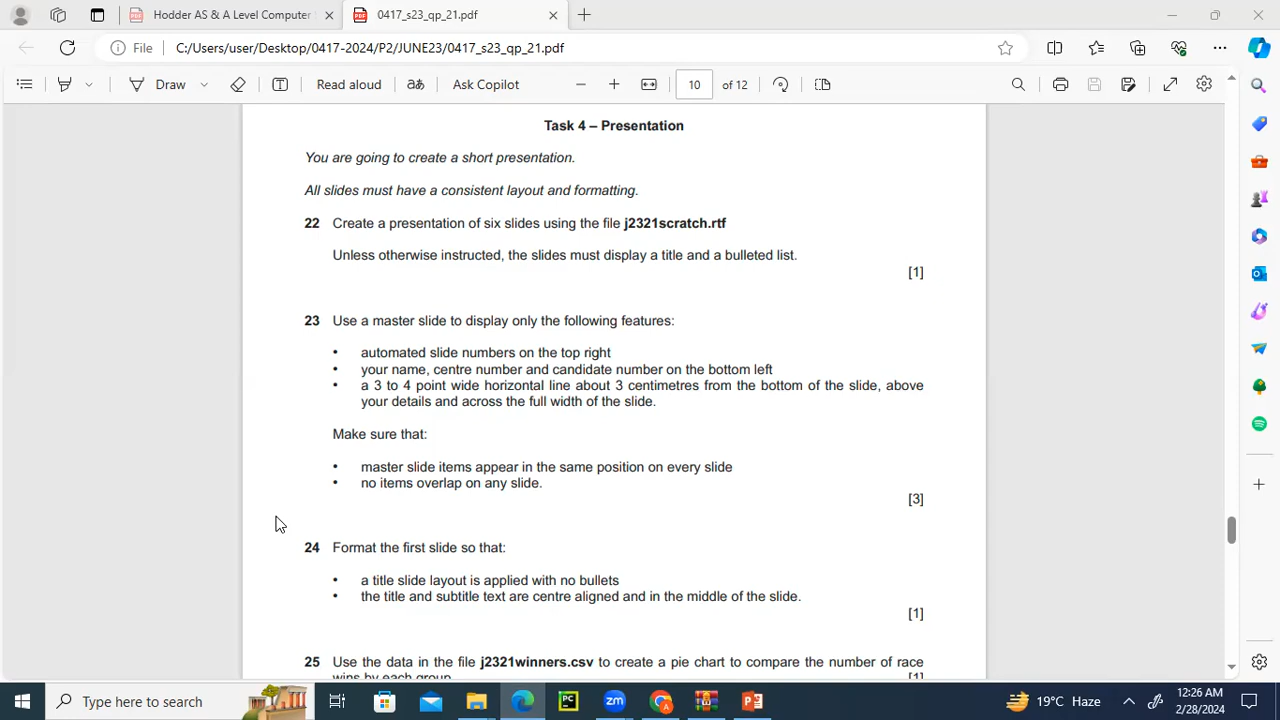 Hodder AS & A Level Computer
0417_s23_qp_21.pdf
File
C:/Users/user/Desktop/0417-2024/P2/JUNE23/0417_s23_qp_21.pdf
Draw
Read aloud
aあ
Ask Copilot
10
of 12
Task 4 – Presentation
You are going to create a short presentation.
All slides must have a consistent layout and formatting.
22 Create a presentation of six slides using the file j2321scratch.rtf
Unless otherwise instructed, the slides must display a title and a bulleted list.
[1]
23 Use a master slide to display only the following features:
• automated slide numbers on the top right
• your name, centre number and candidate number on the bottom left
• a 3 to 4 point wide horizontal line about 3 centimetres from the bottom of the slide, above
your details and across the full width of the slide.
Make sure that:
• master slide items appear in the same position on every slide
• no items overlap on any slide.
[3]
24 Format the first slide so that:
• a title slide layout is applied with no bullets
• the title and subtitle text are centre aligned and in the middle of the slide.
[1]
25 Use the data in the file j2321winners.csv to create a pie chart to compare the number of race
wins by each group.
[1]
Type here to search
PC
zm
A
P
19°C Haze
12:26 AM
2/28/2024